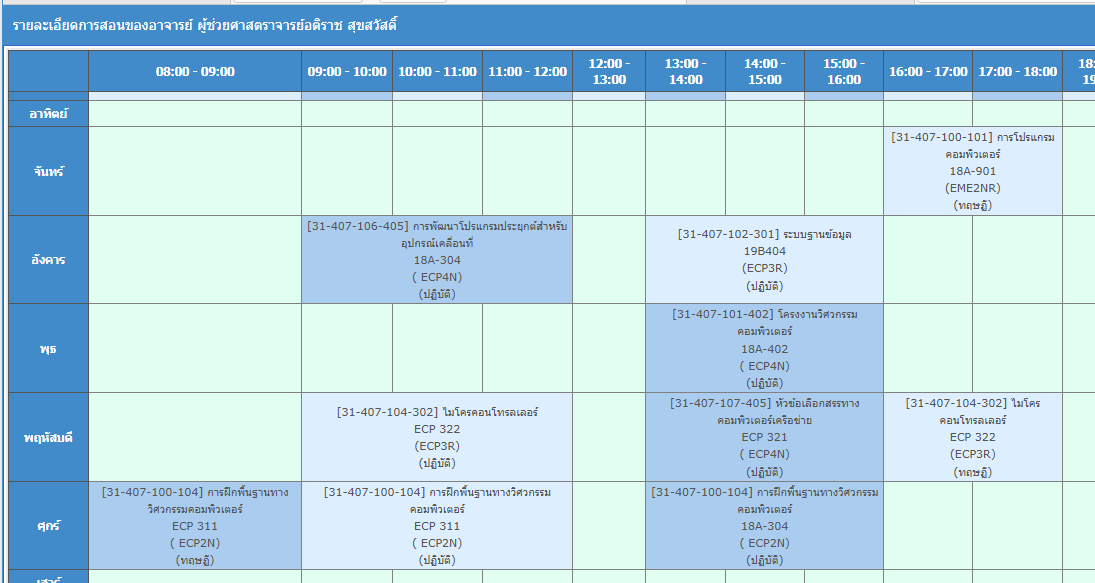 รายละเอียดการสอนของอาจารย์ ผู้ช่วยศาสตราจารย์อติราช สุขสวัสดิ์
08:00 - 09:00
09:00 - 10:00
10:00 - 11:00
11:00 - 12:00
12:00 -
13:00
13:00 -
14:00
14:00 -
15:00
15:00 -
16:00
16:00 - 17:00
17:00 - 18:00
18:
19
อาทิตย์
จันทร์
[31-407-100-101] การโปรแกรม
คอมพิวเตอร์
18A-901
(EME2NR)
(ทฤษฏี)
อังคาร
[31-407-106-405] การพัฒนาโปรแกรมประยุกต์สำหรับ
อุปกรณ์เคลื่อนที่
18A-304
( ECP4N)
(ปฏิบัติ)
[31-407-102-301] ระบบฐานข้อมูล
19B404
(ECP3R)
(ปฏิบัติ)
พุธ
[31-407-101-402] โครงงานวิศวกรรม
คอมพิวเตอร์
18A-402
( ECP4N)
(ปฏิบัติ)
พฤหัสบดี
[31-407-104-302] ไมโครคอนโทรลเลอร์
ECP 322
(ECP3R)
(ปฏิบัติ)
[31-407-107-405] หัวข้อเลือกสรรทาง
คอมพิวเตอร์เครือข่าย
ECP 321
( ECP4N)
(ปฏิบัติ)
[31-407-104-302] ไมโคร
คอนโทรลเลอร์
ECP 322
(ECP3R)
(ทฤษฏี)
ศุกร์
[31-407-100-104] การฝึกพื้นฐานทาง
วิศวกรรมคอมพิวเตอร์
ECP 311
( ECP2N)
(ทฤษฏี)
[31-407-100-104] การฝึกพื้นฐานทางวิศวกรรม
คอมพิวเตอร์
ECP 311
( ECP2N)
(ปฏิบัติ)
[31-407-100-104] การฝึกพื้นฐานทางวิศวกรรม
คอมพิวเตอร์
18A-304
( ECP2N)
(ปฏิบัติ)
เสาร์